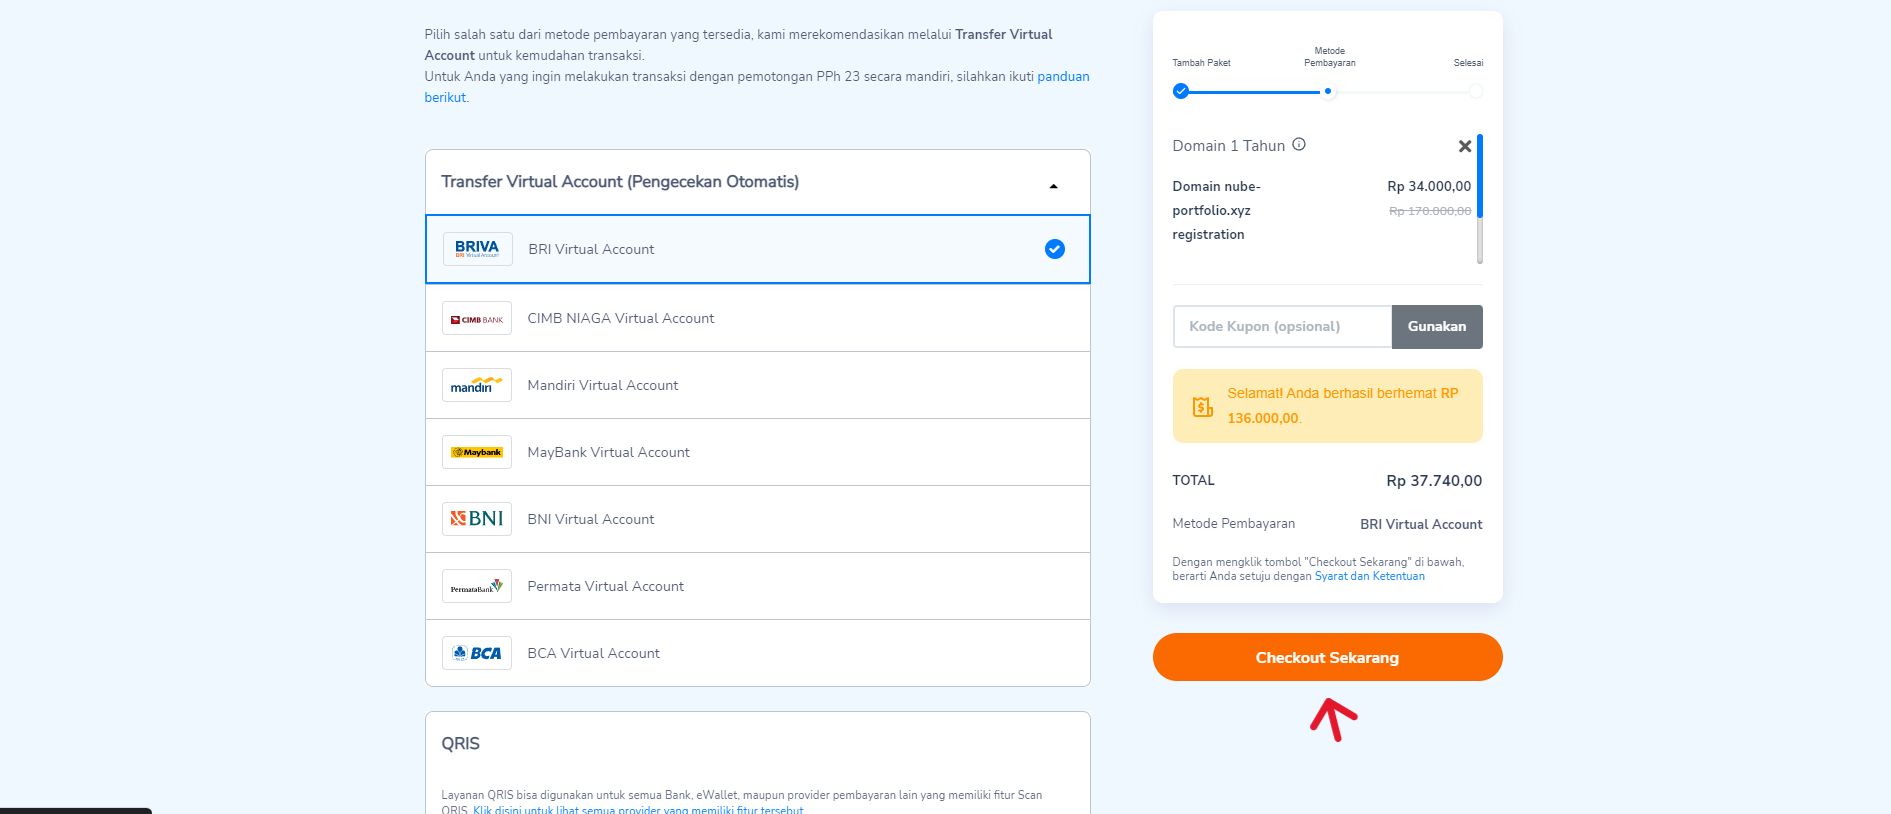 Pilih salah satu dari metode pembayaran yang tersedia, kami merekomendasikan melalui Transfer Virtual
Account untuk kemudahan transaksi.
Untuk Anda yang ingin melakukan transaksi dengan pemotongan PPh 23 secara mandiri, silahkan ikuti panduan
berikut.
Transfer Virtual Account (Pengecekan Otomatis)
BRIVA
BRI Virtual Account
BRI Virtual Account
CIMB BANK
CIMB NIAGA Virtual Account
mandiri
Mandiri Virtual Account
Maybank
MayBank Virtual Account
BNI
BNI Virtual Account
PermataBank
Permata Virtual Account
BCA
BCA Virtual Account
QRIS
Layanan QRIS bisa digunakan untuk semua Bank, eWallet, maupun provider pembayaran lain yang memiliki fitur Scan
QRIS. Klik disini untuk lihat semua provider yang memiliki fitur tersebut
Tambah Paket
Metode
Pembayaran
Selesai
Domain 1 Tahun
Domain nube-
portfolio.xyz
registration
Rp 34.000,00
Rp 170.000,00
Kode Kupon (opsional)
Gunakan
Selamat! Anda berhasil berhemat RP
136.000,00.
TOTAL
Rp 37.740,00
Metode Pembayaran
BRI Virtual Account
Dengan mengklik tombol "Checkout Sekarang" di bawah,
berarti Anda setuju dengan Syarat dan Ketentuan
Checkout Sekarang